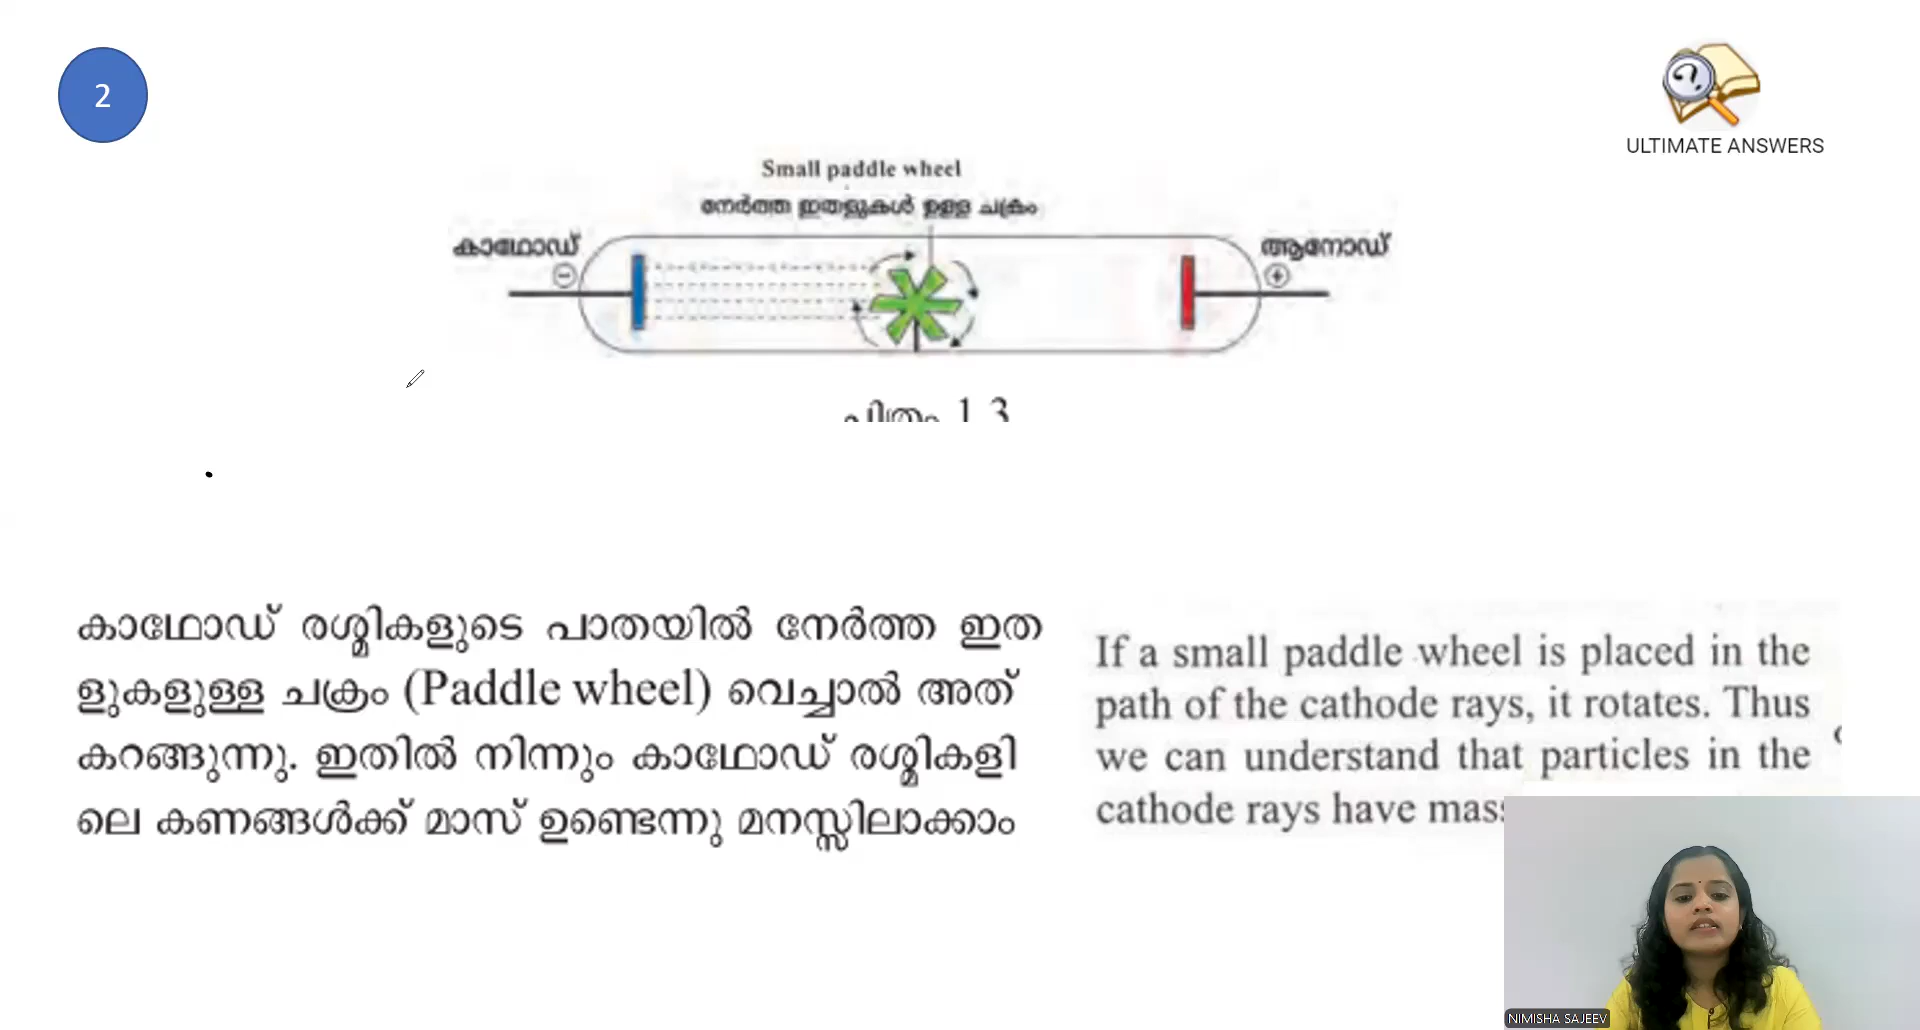 2
ULTIMATE ANSWERS
Small paddle wheel
നേർത്ത ഇതളുകൾ ഉള്ള ചക്രം
കാഥോഡ്
ആനോഡ്
ചിത്രം 1.3
കാഥോഡ് രശ്മികളുടെ പാതയിൽ നേർത്ത ഇത
ളുകളുള്ള ചക്രം (Paddle wheel) വെച്ചാൽ അത്
കറങ്ങുന്നു. ഇതിൽ നിന്നും കാഥോഡ് രശ്മികളി
ലെ കണങ്ങൾക്ക് മാസ് ഉണ്ടെന്നു മനസ്സിലാക്കാം
If a small paddle wheel is placed in the
path of the cathode rays, it rotates. Thus
we can understand that particles in the
cathode rays have mass
NIMISHA SAJEEV